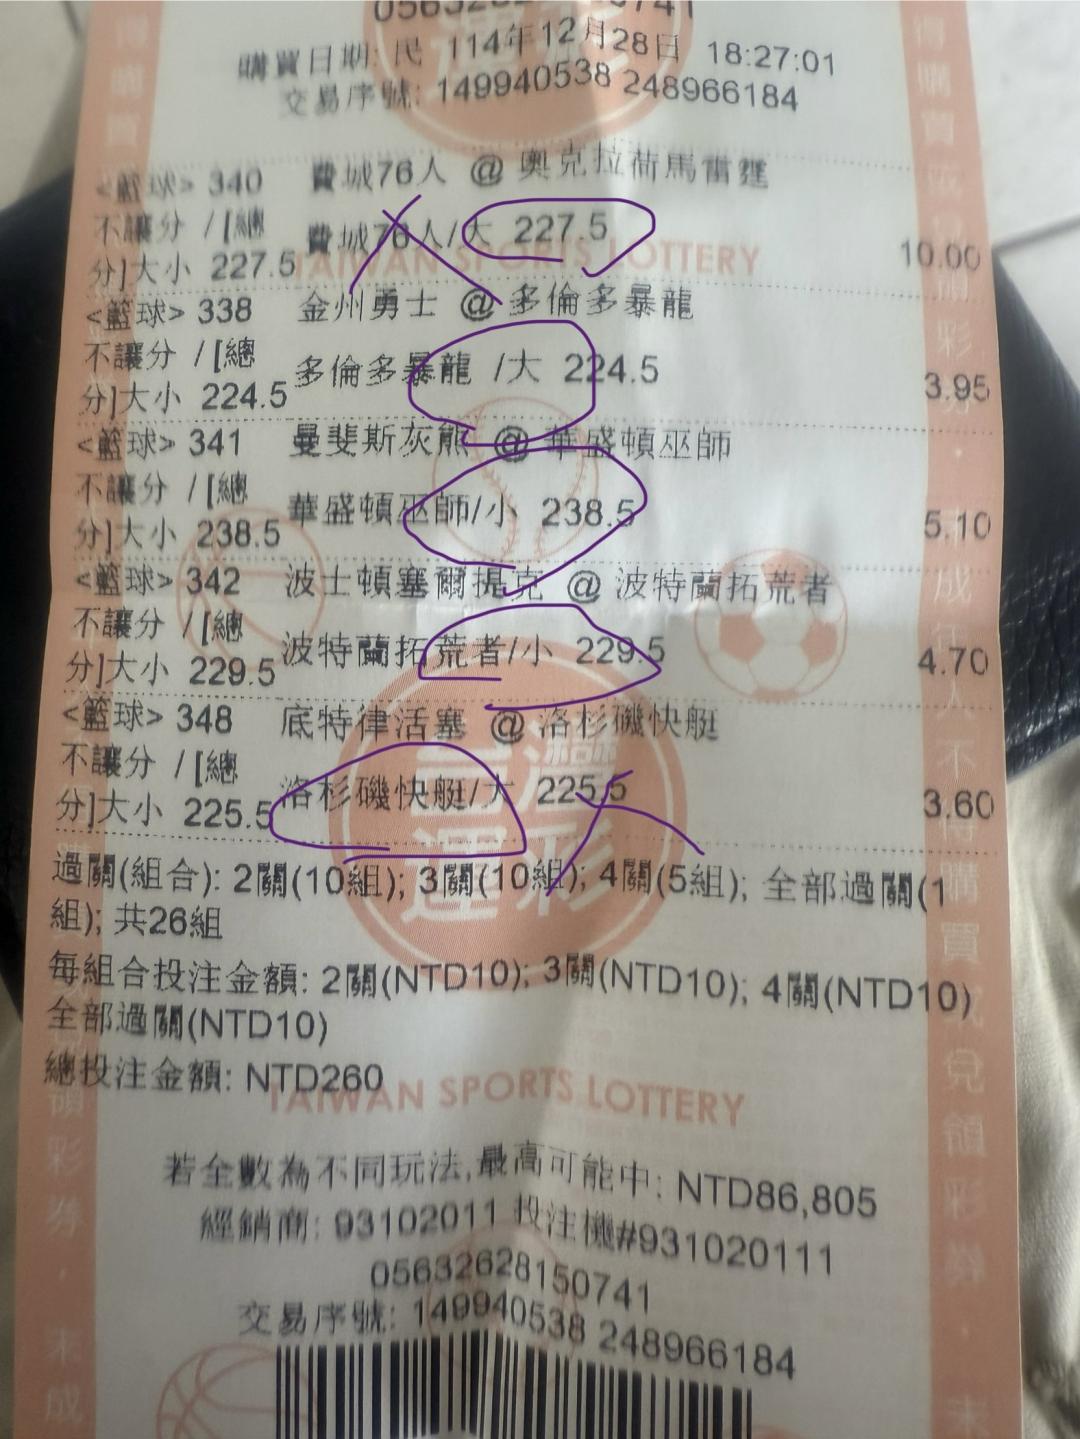 購買日期: 民 114年12月28日 18:27:01
交易序號: 149940538 248966184
<籃球> 340 費城76人 @ 奧克拉荷馬雷霆
不讓分 / [總 費城76人/大 227.5 10.00
分]大小 227.5
<籃球> 338 金州勇士 @ 多倫多暴龍
不讓分 / [總 多倫多暴龍 /大 224.5 3.95
分]大小 224.5
<籃球> 341 曼斐斯灰熊 @ 華盛頓巫師
不讓分 / [總 華盛頓巫師/小 238.5 5.10
分]大小 238.5
<籃球> 342 波士頓塞爾提克 @ 波特蘭拓荒者
不讓分 / [總 波特蘭拓荒者/小 229.5 4.70
分]大小 229.5
<籃球> 348 底特律活塞 @ 洛杉磯快艇
不讓分 / [總 洛杉磯快艇/大 225.5 3.60
分]大小 225.5
過關(組合): 2關(10組); 3關(10組); 4關(5組); 全部過關(1
組); 共26組
每組合投注金額: 2關(NTD10); 3關(NTD10); 4關(NTD10)
全部過關(NTD10)
總投注金額: NTD260
TAIWAN SPORTS LOTTERY
若全數為不同玩法,最高可能中: NTD86,805
經銷商: 93102011 投注機#931020111
05632628150741
交易序號: 149940538 248966184